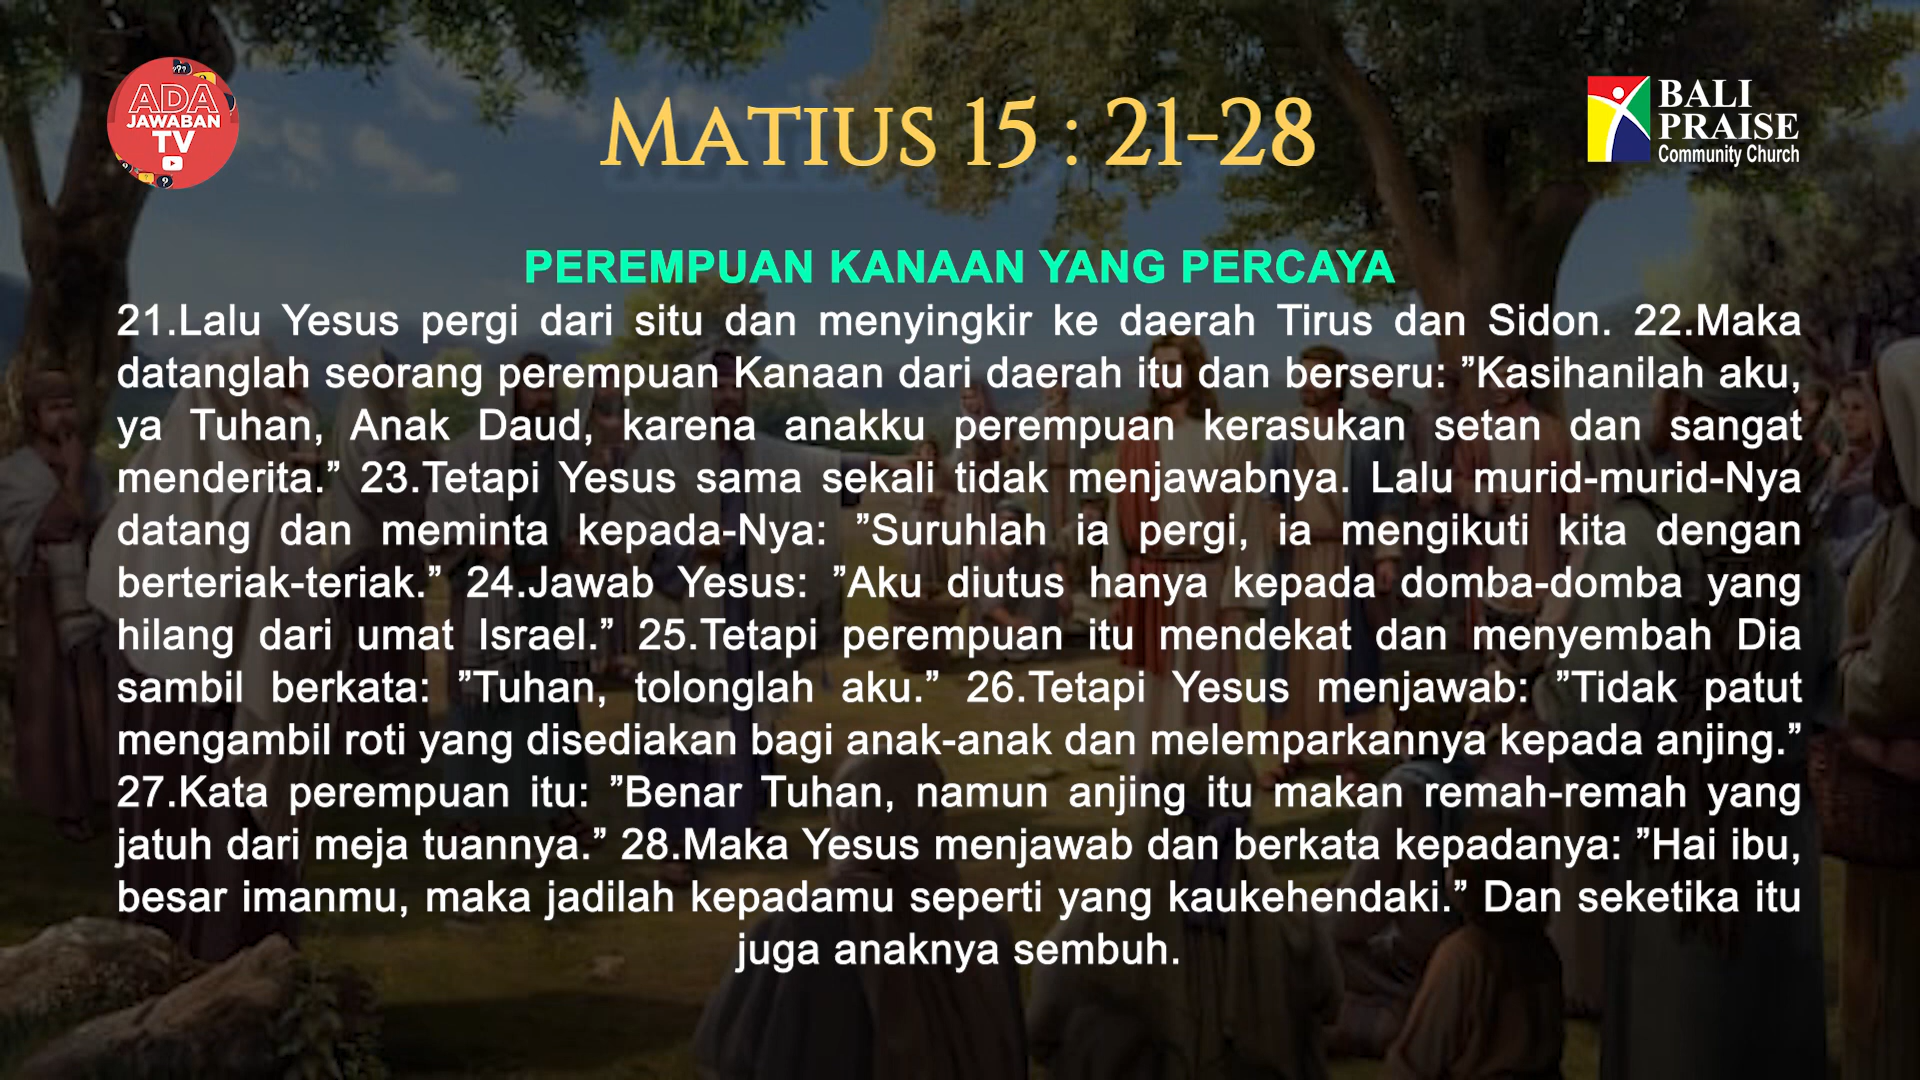 ADA
JAWABAN
TV
MATIUS 15 : 21-28
BALI
PRAISE
Community Church
PEREMPUAN KANAAN YANG PERCAYA
21.Lalu Yesus pergi dari situ dan menyingkir ke daerah Tirus dan Sidon. 22.Maka
datanglah seorang perempuan Kanaan dari daerah itu dan berseru: ”Kasihanilah aku,
ya Tuhan, Anak Daud, karena anakku perempuan kerasukan setan dan sangat
menderita.” 23.Tetapi Yesus sama sekali tidak menjawabnya. Lalu murid-murid-Nya
datang dan meminta kepada-Nya: ”Suruhlah ia pergi, ia mengikuti kita dengan
berteriak-teriak.” 24.Jawab Yesus: ”Aku diutus hanya kepada domba-domba yang
hilang dari umat Israel.” 25.Tetapi perempuan itu mendekat dan menyembah Dia
sambil berkata: ”Tuhan, tolonglah aku.” 26.Tetapi Yesus menjawab: ”Tidak patut
mengambil roti yang disediakan bagi anak-anak dan melemparkannya kepada anjing.”
27.Kata perempuan itu: ”Benar Tuhan, namun anjing itu makan remah-remah yang
jatuh dari meja tuannya.” 28.Maka Yesus menjawab dan berkata kepadanya: ”Hai ibu,
besar imanmu, maka jadilah kepadamu seperti yang kaukehendaki.” Dan seketika itu
juga anaknya sembuh.